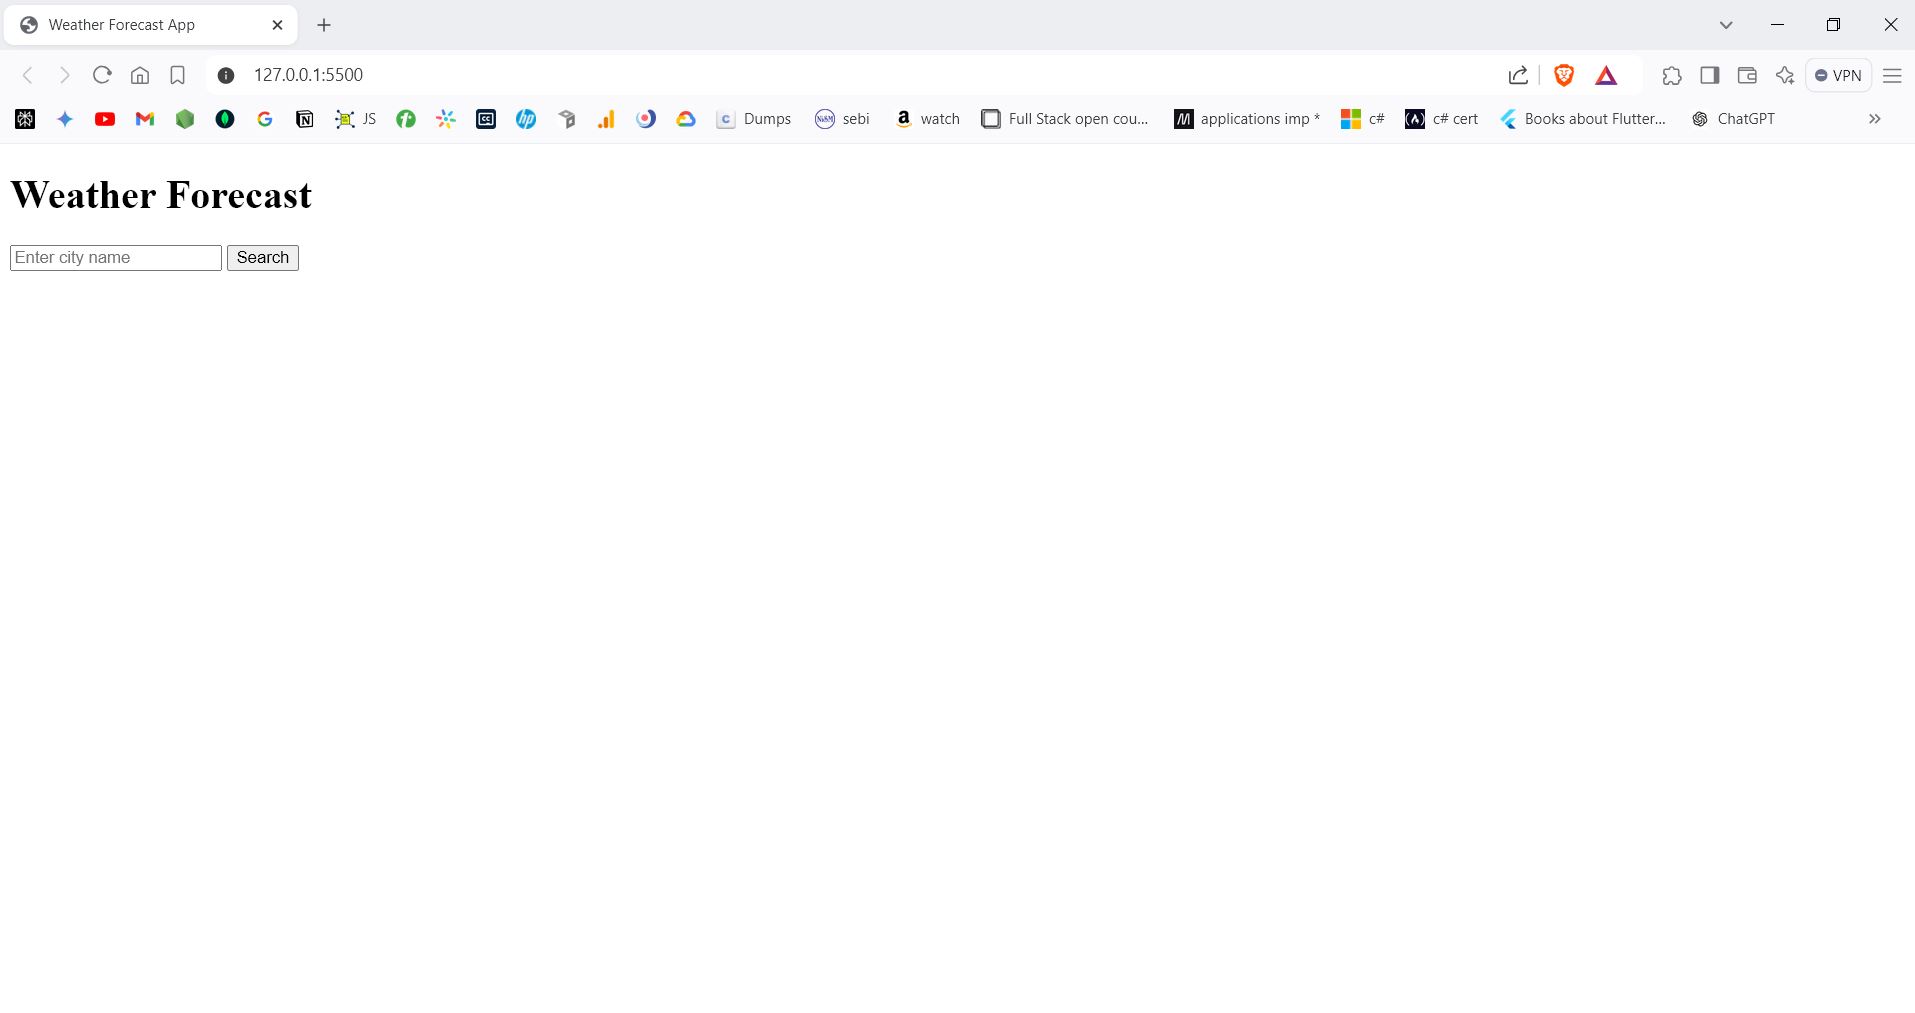 Weather Forecast App
127.0.0.1:5500
VPN
JS
Dumps
sebi
watch
Full Stack open cou...
applications imp *
c#
c# cert
Books about Flutter...
ChatGPT
Weather Forecast
Enter city name
Search